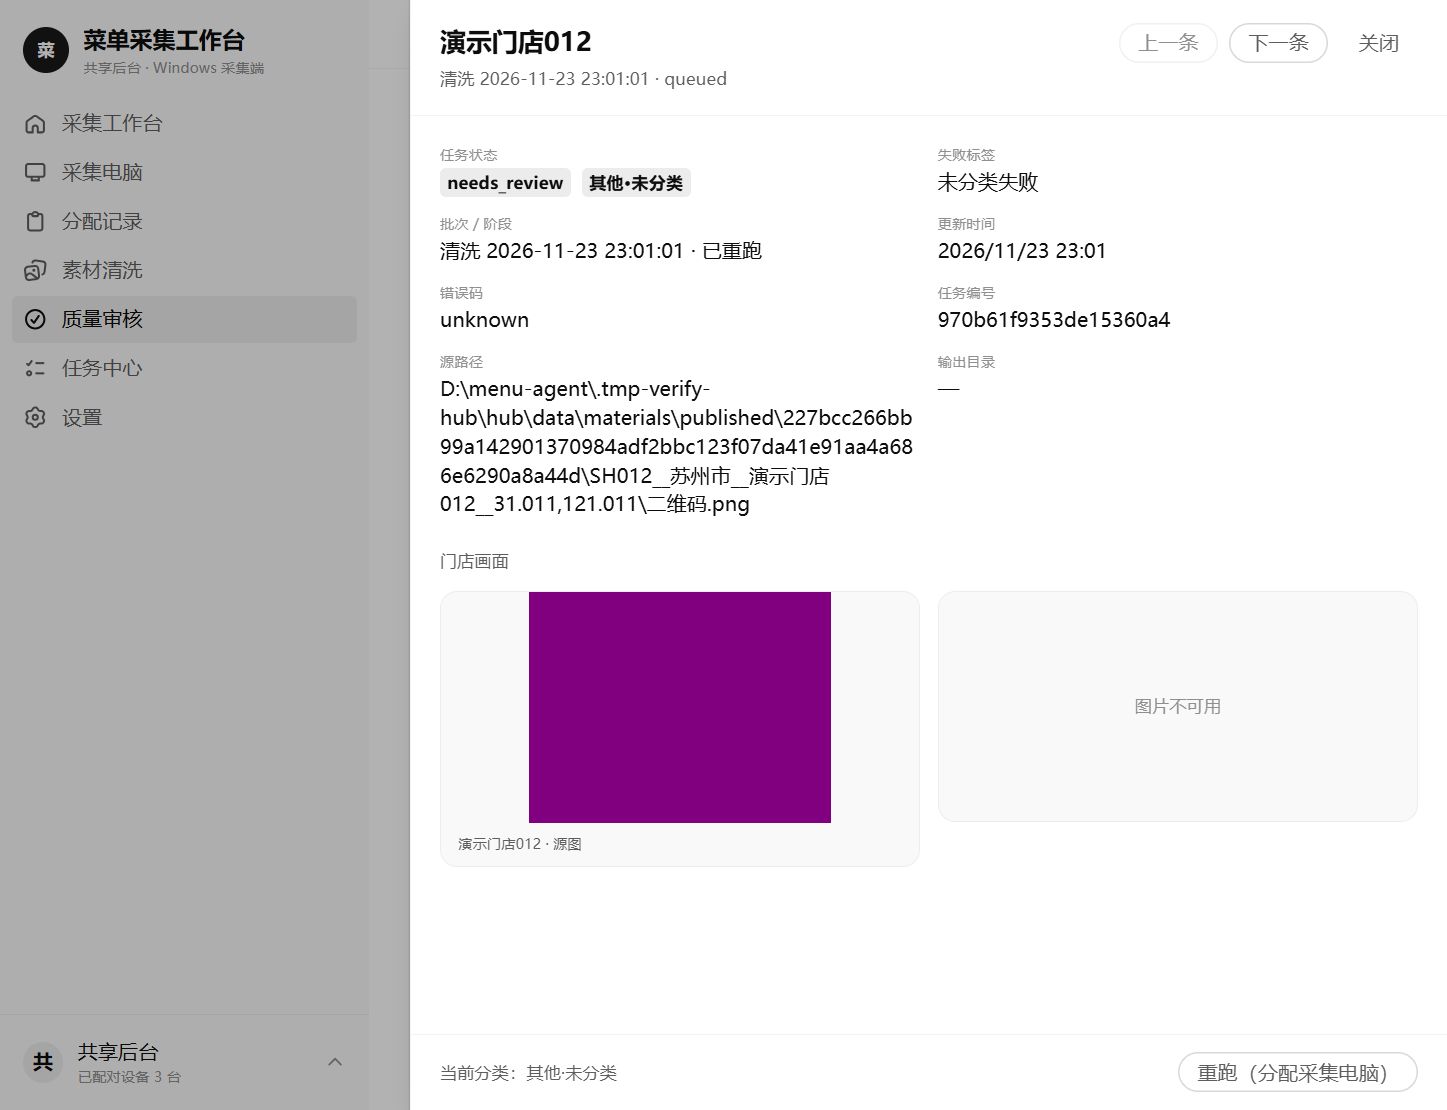 菜
菜单采集工作台
共享后台 · Windows 采集端
采集工作台
采集电脑
分配记录
素材清洗
质量审核
任务中心
设置
共
共享后台
已配对设备 3 台
演示门店012
清洗 2026-11-23 23:01:01 · queued
上一条
下一条
关闭
任务状态
needs_review 其他·未分类
失败标签
未分类失败
批次 / 阶段
清洗 2026-11-23 23:01:01 · 已重跑
更新时间
2026/11/23 23:01
错误码
unknown
任务编号
970b61f9353de15360a4
源路径
D:\menu-agent\.tmp-verify-
hub\hub\data\materials\published\227bcc266bb
99a142901370984adf2bbc123f07da41e91aa4a68
6e6290a8a44d\SH012__苏州市__演示门店
012__31.011,121.011\二维码.png
输出目录
—
门店画面
演示门店012 · 源图
图片不可用
当前分类：其他·未分类
重跑（分配采集电脑）